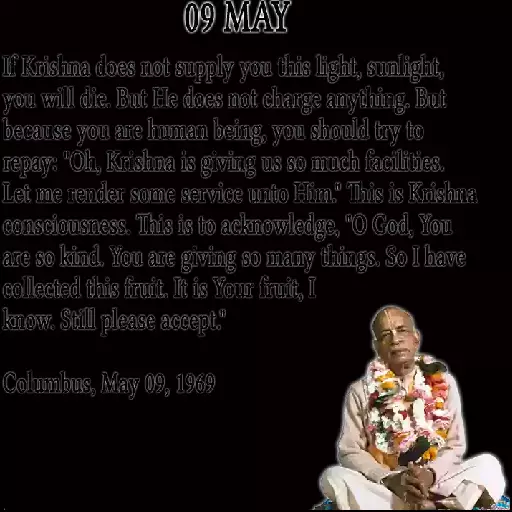 09 MAY
If Krishna does not supply you this light, sunlight,
you will die. But He does not charge anything. But
because you are human being, you should try to
repay: "Oh, Krishna is giving us so much facilities.
Let me render some service unto Him." This is Krishna
consciousness. This is to acknowledge, "O God, You
are so kind. You are giving so many things. So I have
collected this fruit. It is Your fruit, I
know. Still please accept."
Columbus, May 09, 1969